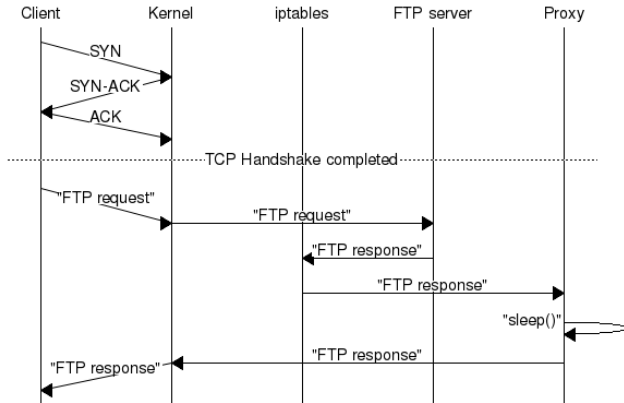 Client Kernel iptables FTP server Proxy
SYN
SYN-ACK
ACK
TCP Handshake completed
"FTP request"
"FTP request"
"FTP response"
"FTP response"
"sleep()"
"FTP response"
"FTP response"